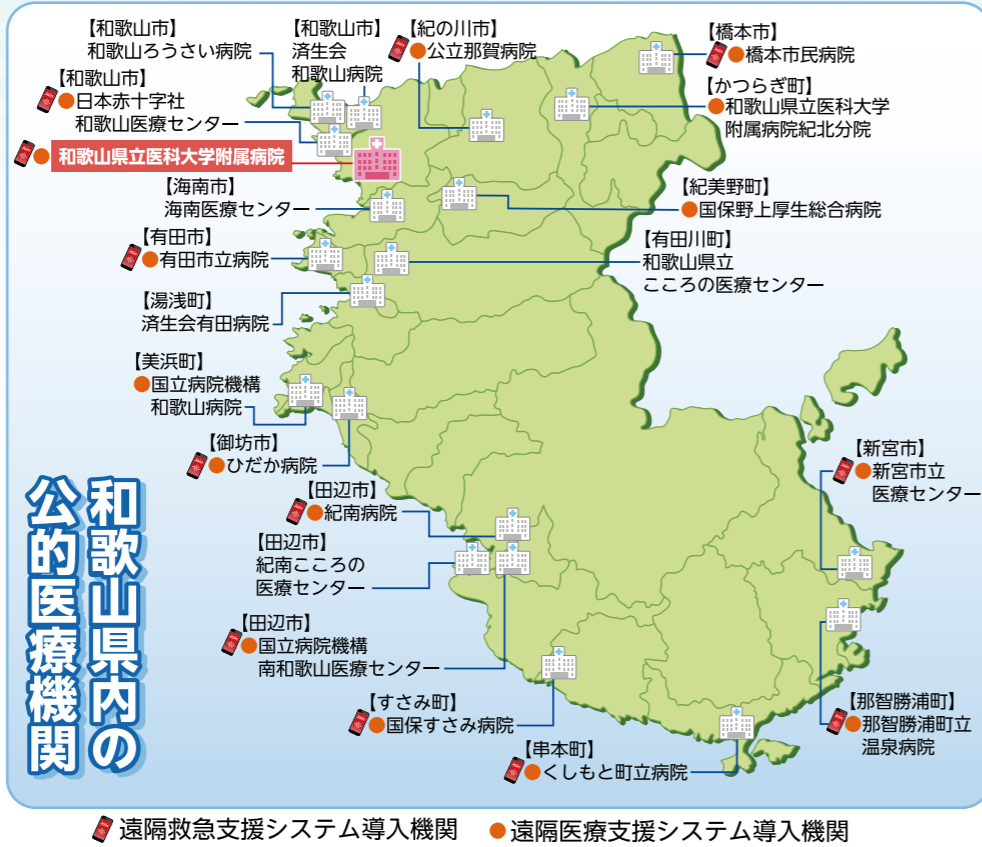 【和歌山市】
和歌山ろうさい病院
【和歌山市】
済生会
和歌山病院
【紀の川市】
●公立那賀病院
【橋本市】
●橋本市民病院
【和歌山市】
●日本赤十字社
和歌山医療センター
【かつらぎ町】
●和歌山県立医科大学
附属病院紀北分院
●和歌山県立医科大学附属病院
【海南市】
海南医療センター
【紀美野町】
●国保野上厚生総合病院
【有田市】
●有田市立病院
【有田川町】
和歌山県立
こころの医療センター
【湯浅町】
済生会有田病院
【美浜町】
●国立病院機構
和歌山病院
【御坊市】
●ひだか病院
【新宮市】
●新宮市立
医療センター
【田辺市】
●紀南病院
【田辺市】
紀南こころの
医療センター
【田辺市】
●国立病院機構
南和歌山医療センター
【すさみ町】
●国保すさみ病院
【那智勝浦町】
●那智勝浦町立
温泉病院
【串本町】
●くしもと町立病院
和歌山県内の
公的医療機関
遠隔救急支援システム導入機関
●遠隔医療支援システム導入機関